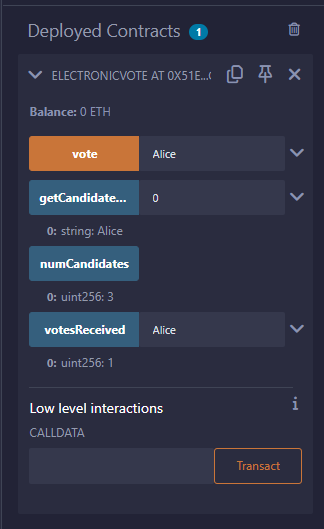 Deployed Contracts 1
ELECTRONICVOTE AT 0X51E...C
Balance: 0 ETH
vote Alice
getCandidate... 0
0: string: Alice
numCandidates
0: uint256: 3
votesReceived Alice
0: uint256: 1
Low level interactions i
CALLDATA
Transact